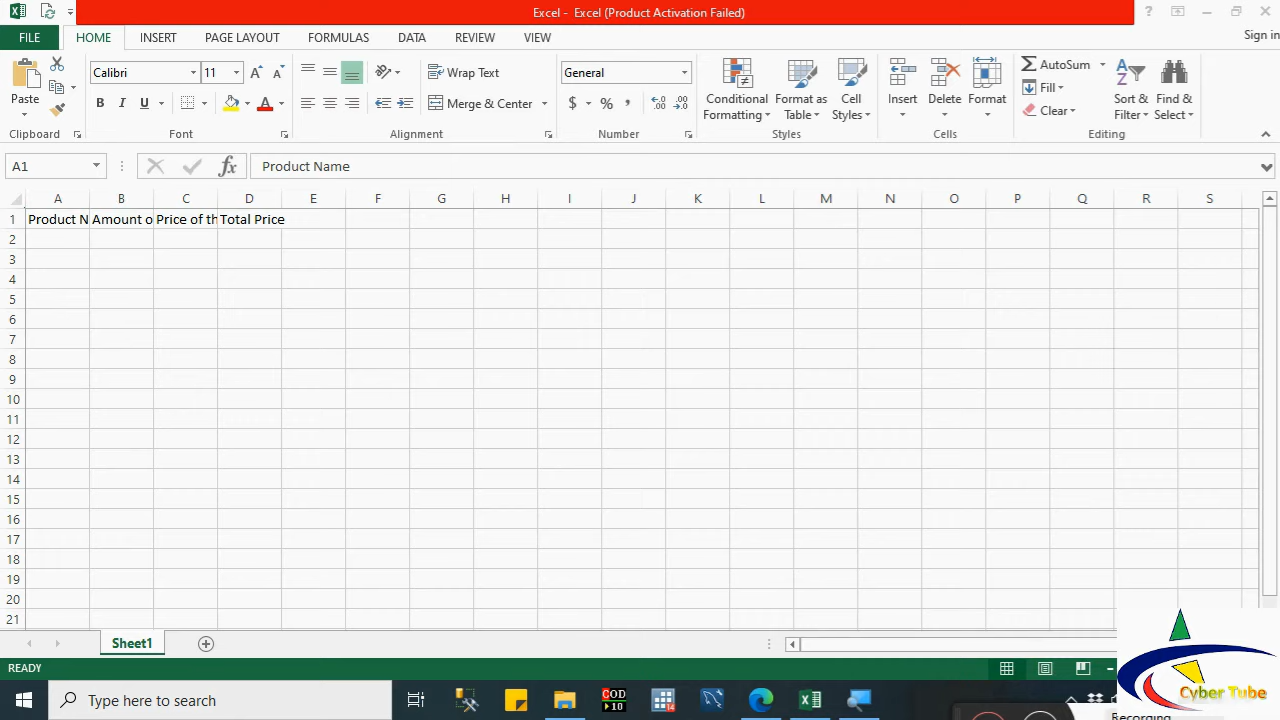 Excel - Excel (Product Activation Failed)
?
FILE
HOME
INSERT
PAGE LAYOUT
FORMULAS
DATA
REVIEW
VIEW
Sign in
Paste
Clipboard
Calibri
11
A A
B I U A
Font
Wrap Text
Merge & Center
Alignment
General
$ % ,
Number
Conditional Formatting
Format as Table
Cell Styles
Styles
Insert
Delete
Format
Cells
AutoSum
Fill
Clear
Sort & Filter
Find & Select
Editing
A1
fx
Product Name
A B C D E F G H I J K L M N O P Q R S
1 Product N Amount o Price of th Total Price
2
3
4
5
6
7
8
9
10
11
12
13
14
15
16
17
18
19
20
21
Sheet1
READY
Type here to search
COD
10
14
Cyber Tube
Recording